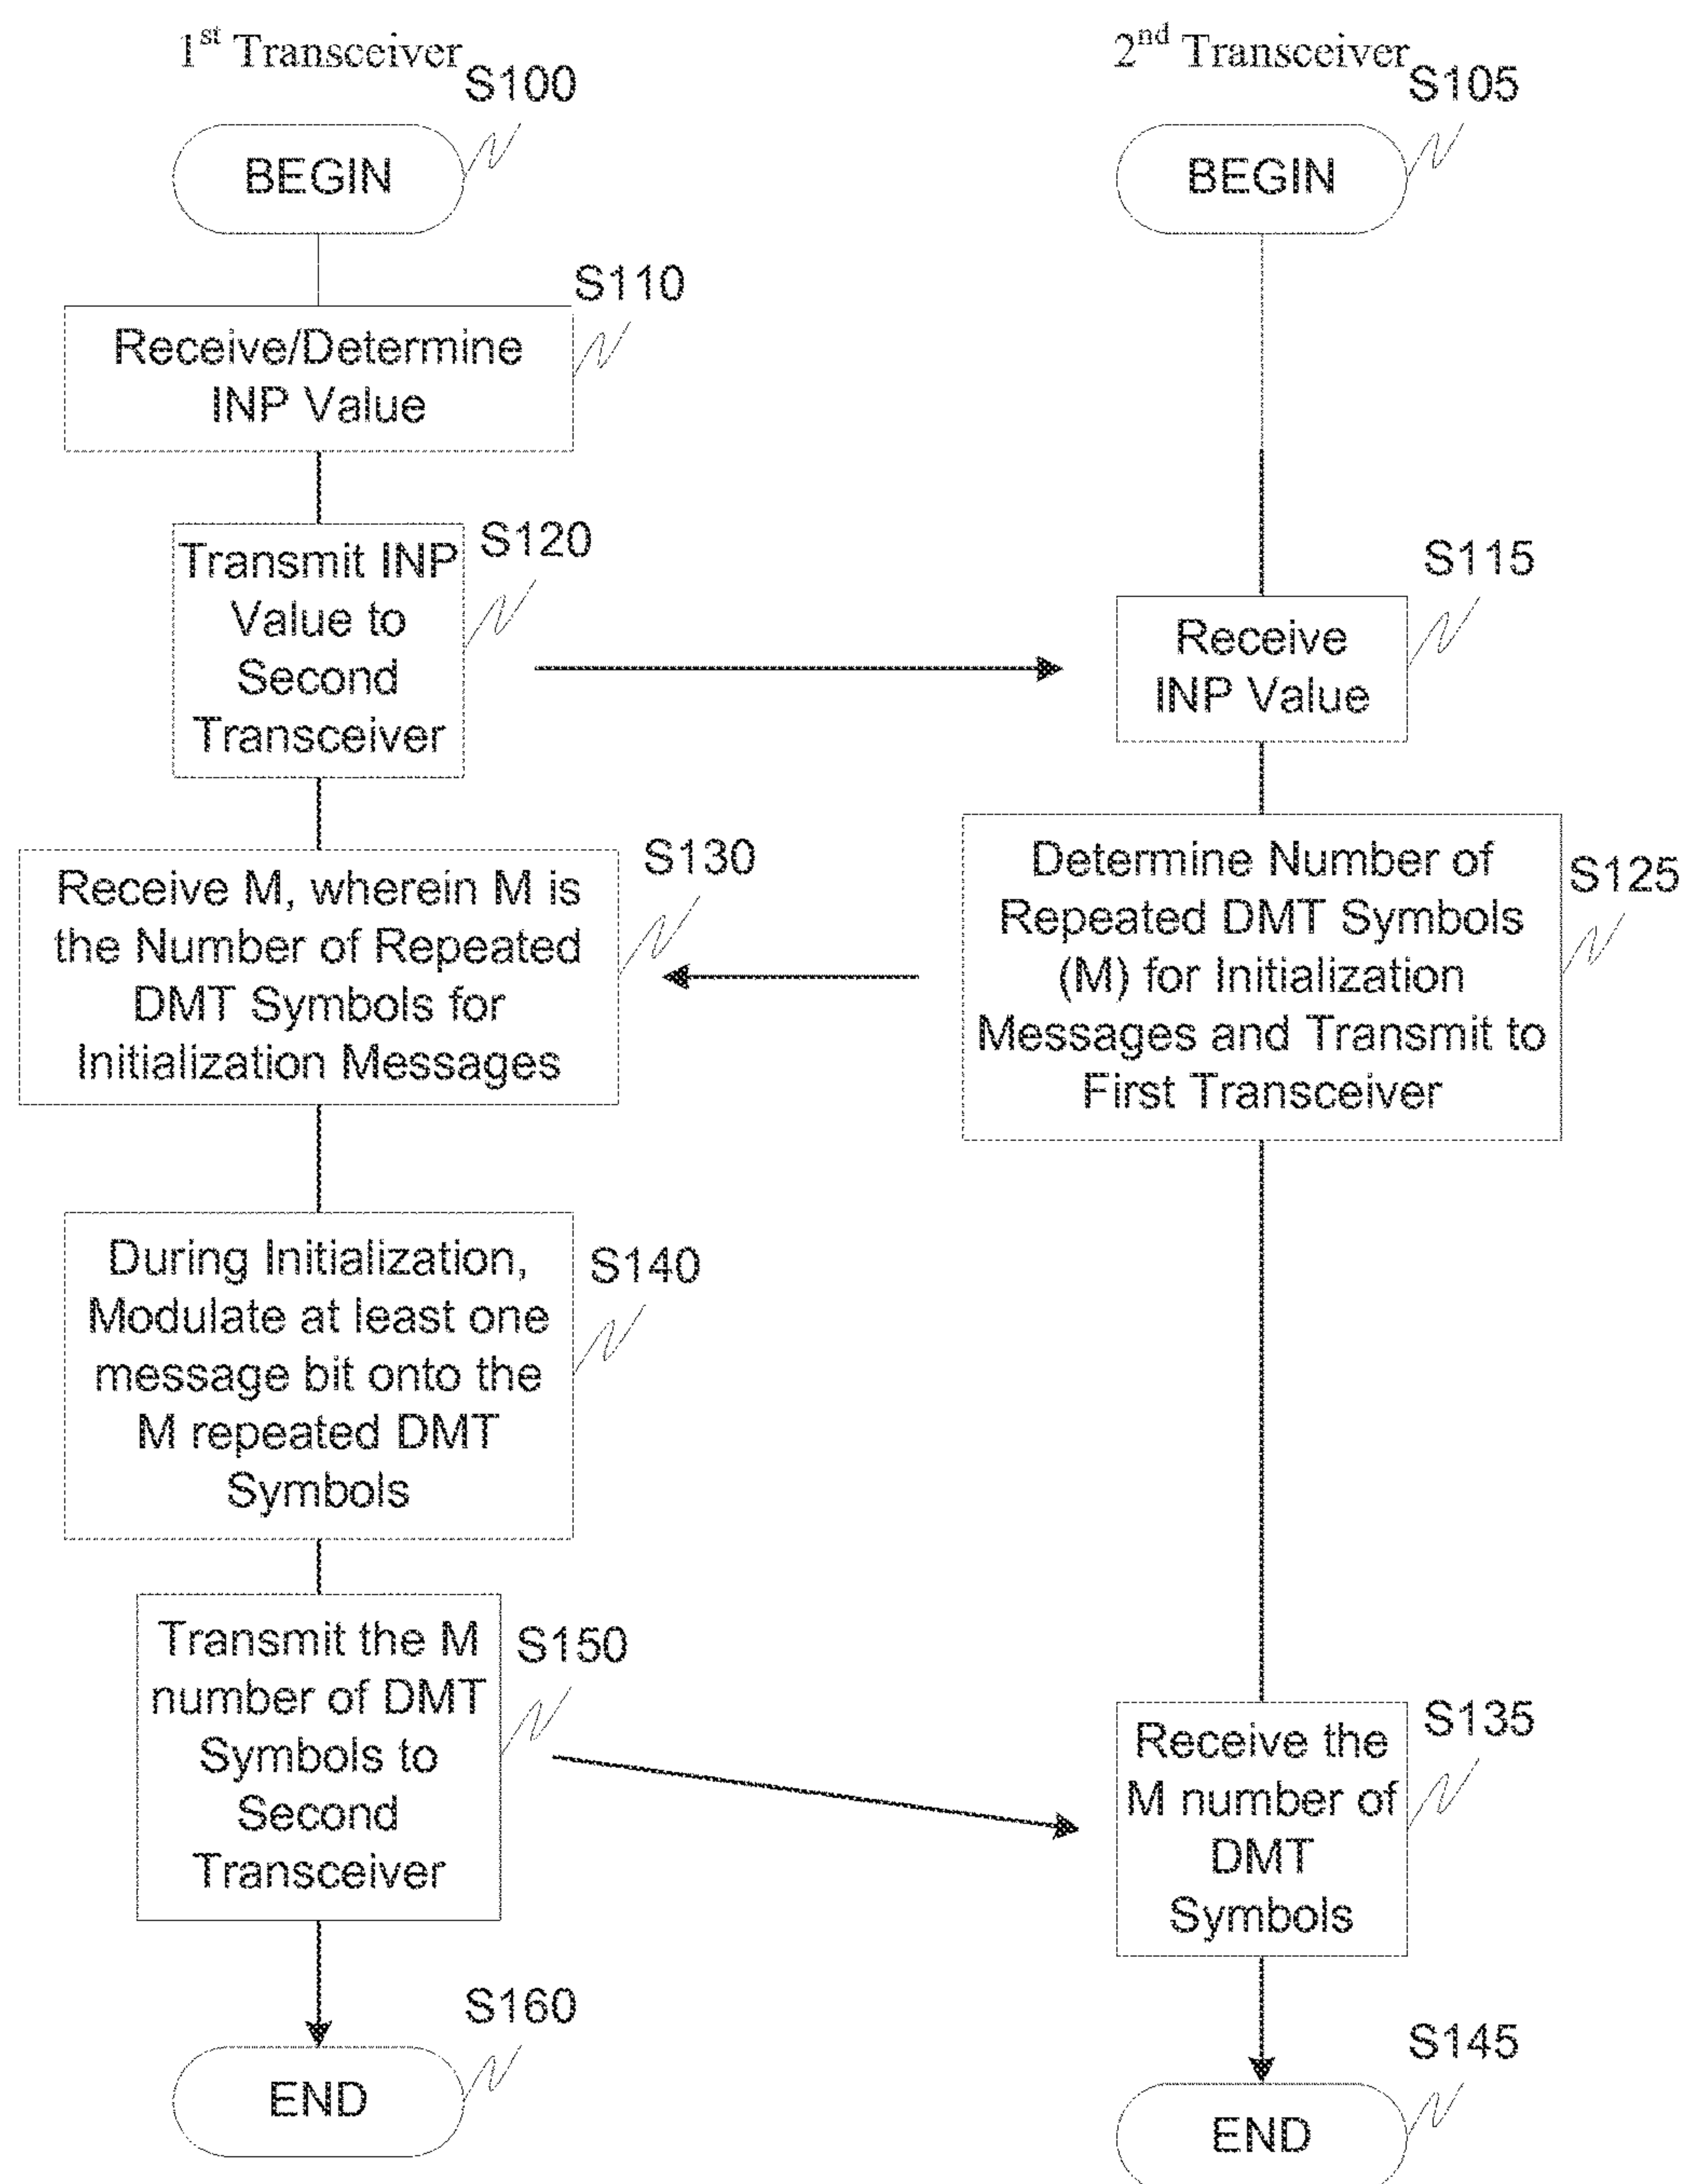 1st Transceiver
S100
BEGIN
S110
Receive/Determine
INP Value
S120
Transmit INP
Value to
Second
Transceiver
S130
Receive M, wherein M is
the Number of Repeated
DMT Symbols for
Initialization Messages
S140
During Initialization,
Modulate at least one
message bit onto the
M repeated DMT
Symbols
S150
Transmit the M
number of DMT
Symbols to
Second
Transceiver
S160
END
2nd Transceiver
S105
BEGIN
S115
Receive
INP Value
S125
Determine Number of
Repeated DMT Symbols
(M) for Initialization
Messages and Transmit to
First Transceiver
S135
Receive the
M number of
DMT
Symbols
S145
END